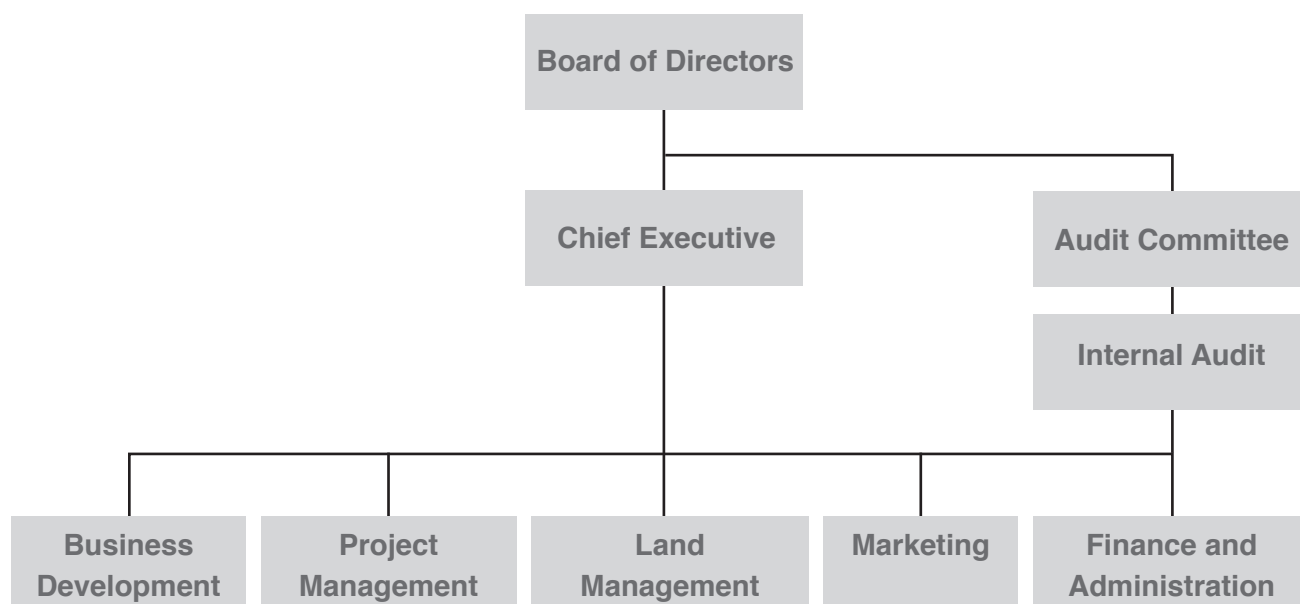 Board of Directors
Chief Executive
Audit Committee
Internal Audit
Business
Development
Project
Management
Land
Management
Marketing
Finance and
Administration